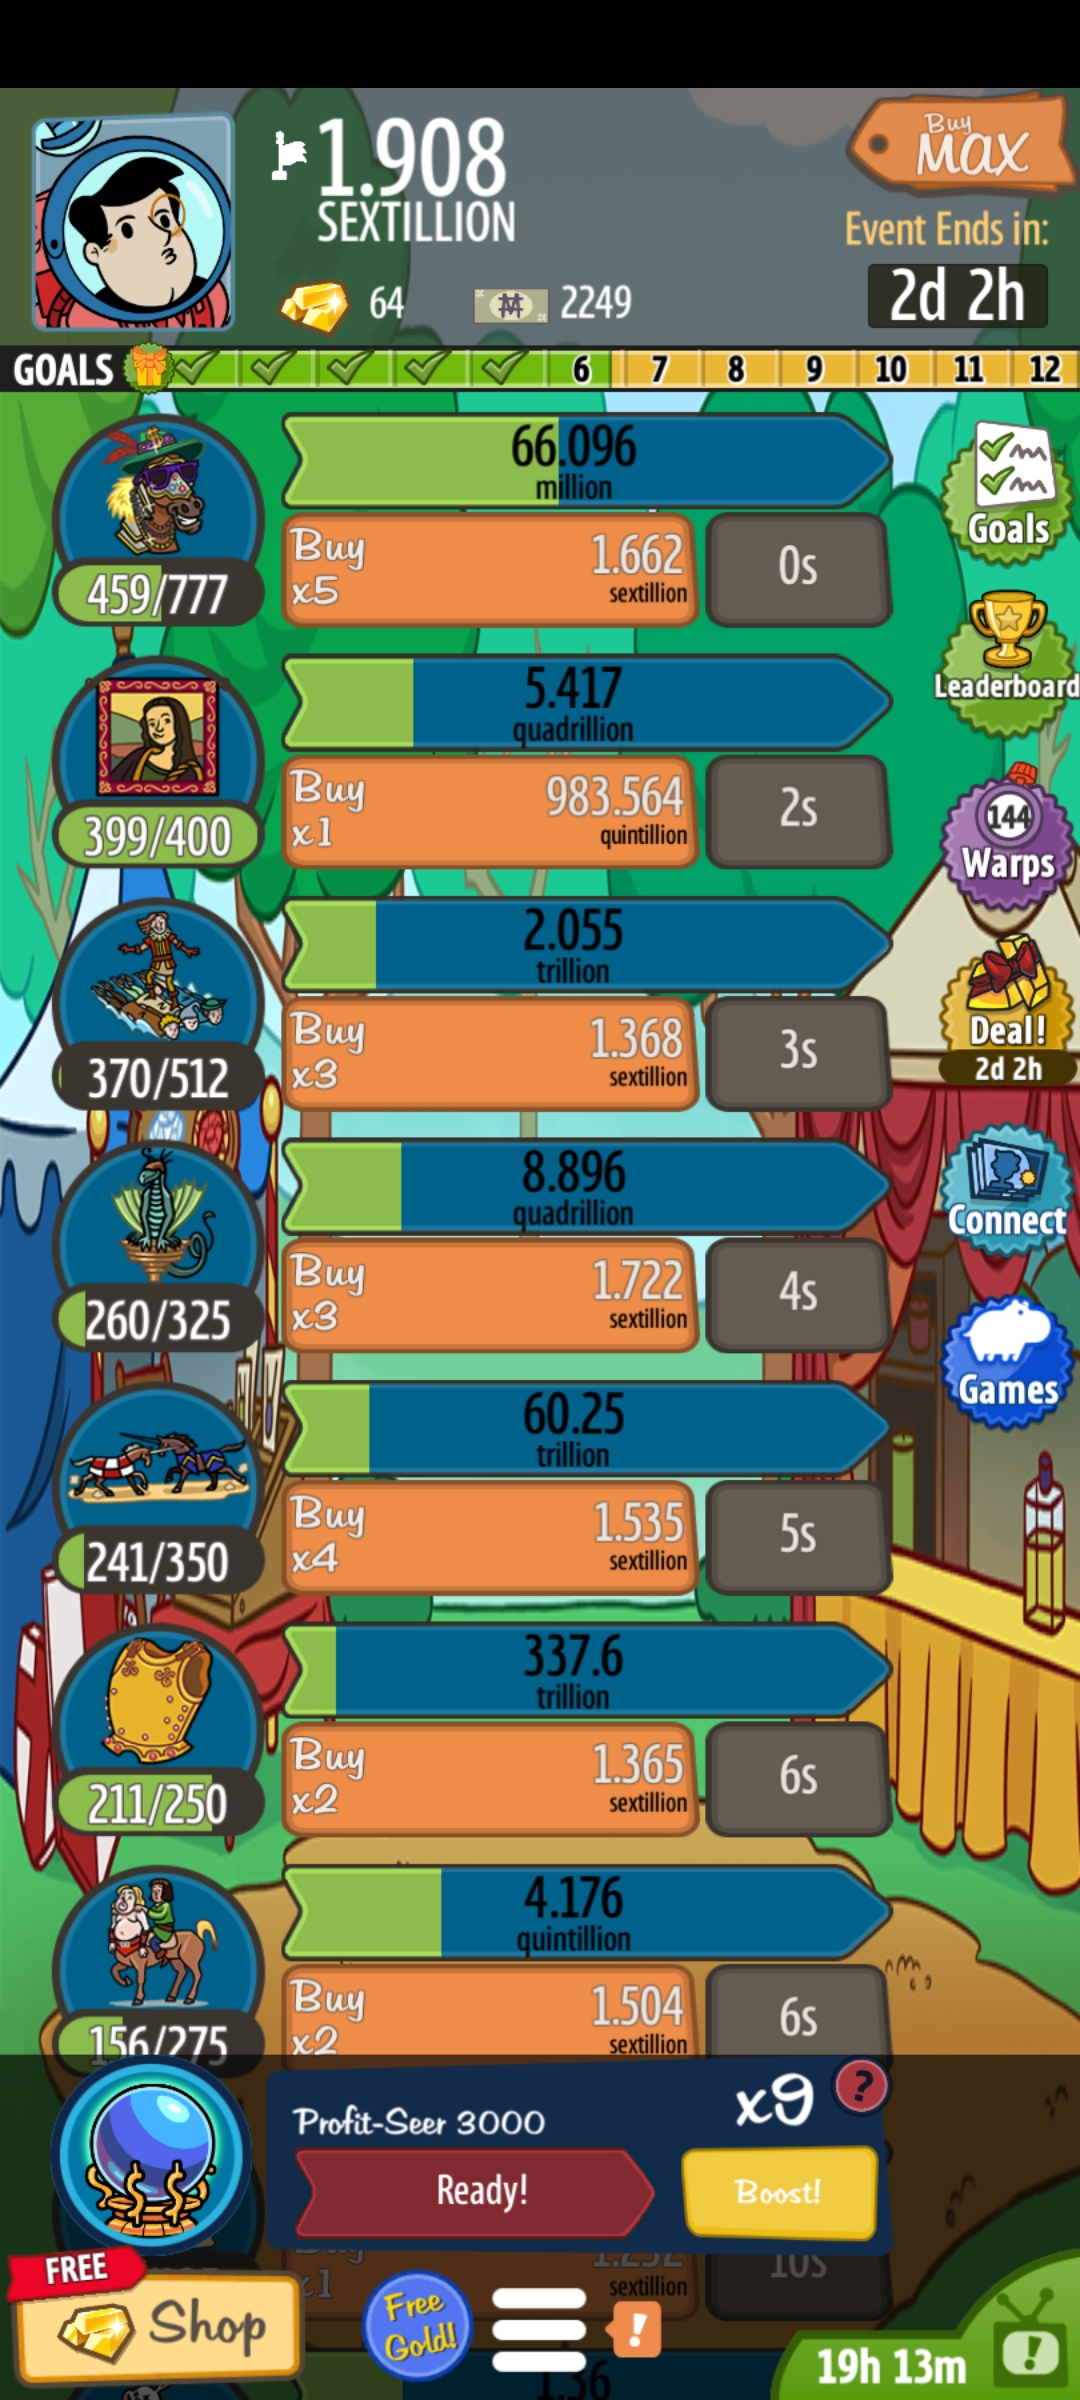 1.908
SEXTILLION
Buy
MAX
Event Ends in:
2d 2h
64
2249
GOALS
6 7 8 9 10 11 12
66.096
million
Buy
x5
1.662
sextillion
0s
459/777
Goals
5.417
quadrillion
Leaderboard
Buy
x1
983.564
quintillion
2s
399/400
144
Warps
2.055
trillion
Buy
x3
1.368
sextillion
3s
370/512
Deal!
2d 2h
8.896
quadrillion
Connect
Buy
x3
1.722
sextillion
4s
260/325
Games
60.25
trillion
Buy
x4
1.535
sextillion
5s
241/350
337.6
trillion
Buy
x2
1.365
sextillion
6s
211/250
4.176
quintillion
Buy
x2
1.504
sextillion
6s
156/275
Profit-Seer 3000
x9
?
Ready!
Boost!
x1
sextillion
10s
FREE
Shop
Free
Gold!
!
19h 13m
!
1.36